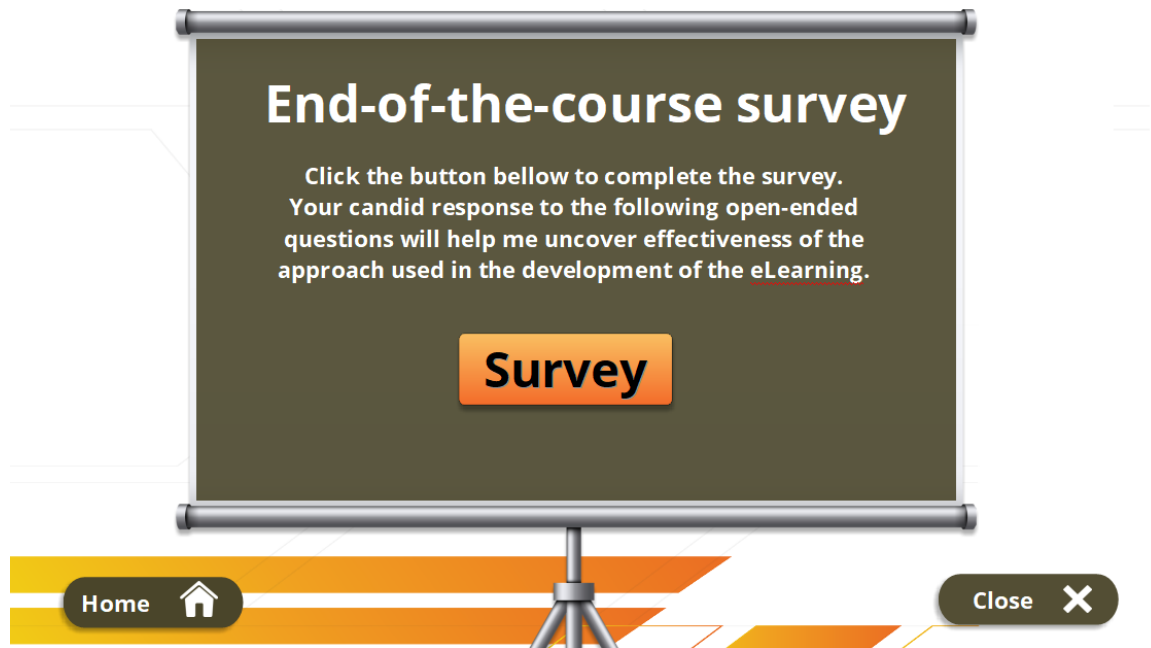 End-of-the-course survey
Click the button bellow to complete the survey.
Your candid response to the following open-ended
questions will help me uncover effectiveness of the
approach used in the development of the eLearning.
Survey
Home
Close